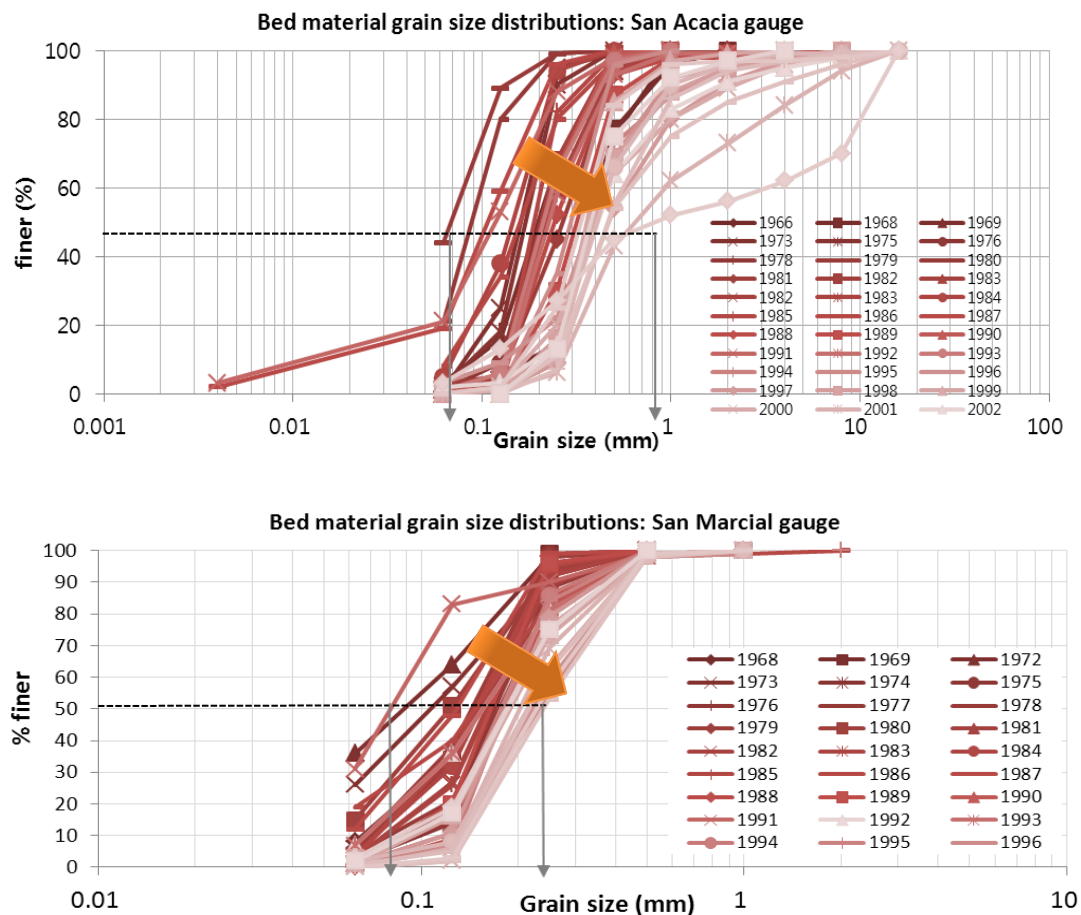 Bed material grain size distributions: San Acacia gauge
finer (%)
100
80
60
40
20
0
1966 1968 1969
1973 1975 1976
1978 1979 1980
1981 1982 1983
1982 1983 1984
1985 1986 1987
1988 1989 1990
1991 1992 1993
1994 1995 1996
1997 1998 1999
2000 2001 2002
0.001 0.01 0.1 1 10 100
Grain size (mm)
Bed material grain size distributions: San Marcial gauge
% finer
100
90
80
70
60
50
40
30
20
10
0
1968 1969 1972
1973 1974 1975
1976 1977 1978
1979 1980 1981
1982 1983 1984
1985 1986 1987
1988 1989 1990
1991 1992 1993
1994 1995 1996
0.01 0.1 1 10
Grain size (mm)